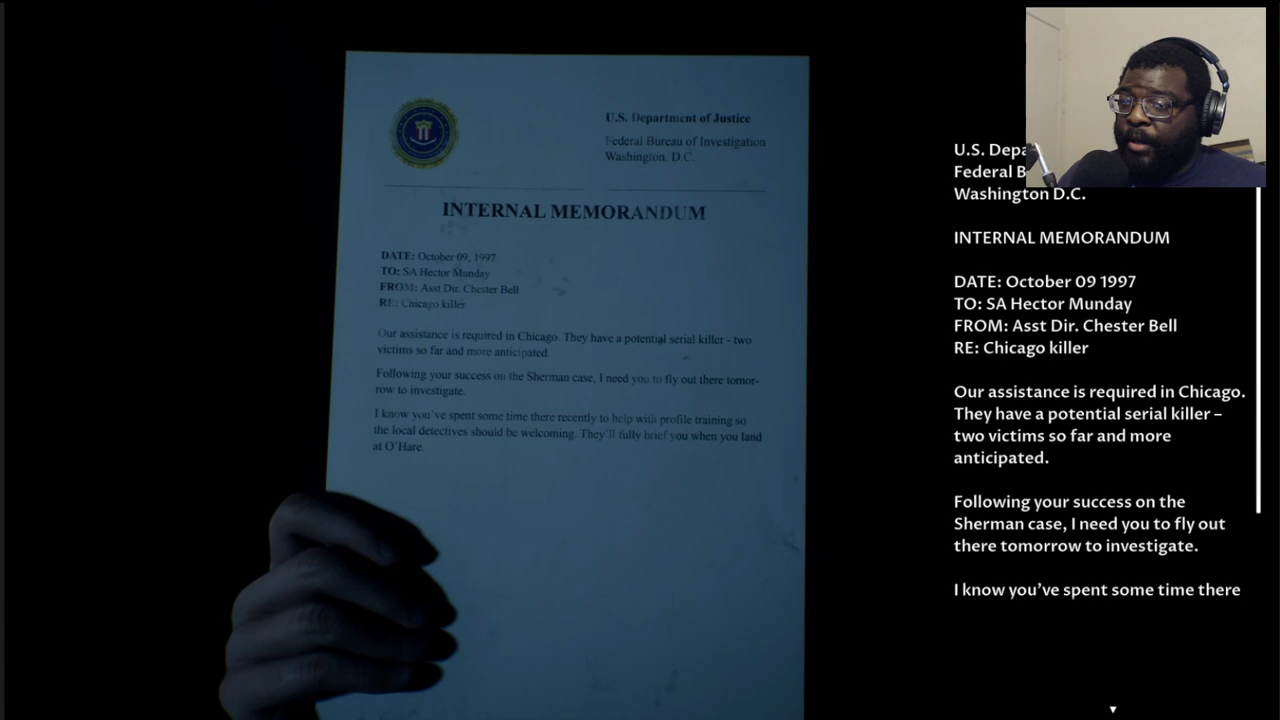 U.S. Department of Justice
Federal Bureau of Investigation
Washington, D.C.
INTERNAL MEMORANDUM
DATE: October 09, 1997
TO: SA Hector Munday
FROM: Asst Dir. Chester Bell
RE: Chicago killer
Our assistance is required in Chicago. They have a potential serial killer - two
victims so far and more anticipated.
Following your success on the Sherman case, I need you to fly out there tomor-
row to investigate.
I know you've spent some time there recently to help with profile training so
the local detectives should be welcoming. They'll fully brief you when you land
at O'Hare.
U.S. Depa
Federal B
Washington D.C.
INTERNAL MEMORANDUM
DATE: October 09 1997
TO: SA Hector Munday
FROM: Asst Dir. Chester Bell
RE: Chicago killer
Our assistance is required in Chicago.
They have a potential serial killer –
two victims so far and more
anticipated.
Following your success on the
Sherman case, I need you to fly out
there tomorrow to investigate.
I know you've spent some time there